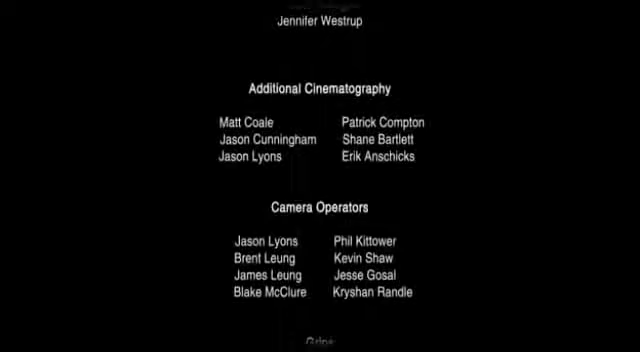 Jennifer Westrup
Additional Cinematography
Matt Coale Patrick Compton
Jason Cunningham Shane Bartlett
Jason Lyons Erik Anschicks
Camera Operators
Jason Lyons Phil Kittower
Brent Leung Kevin Shaw
James Leung Jesse Gosal
Blake McClure Kryshan Randle